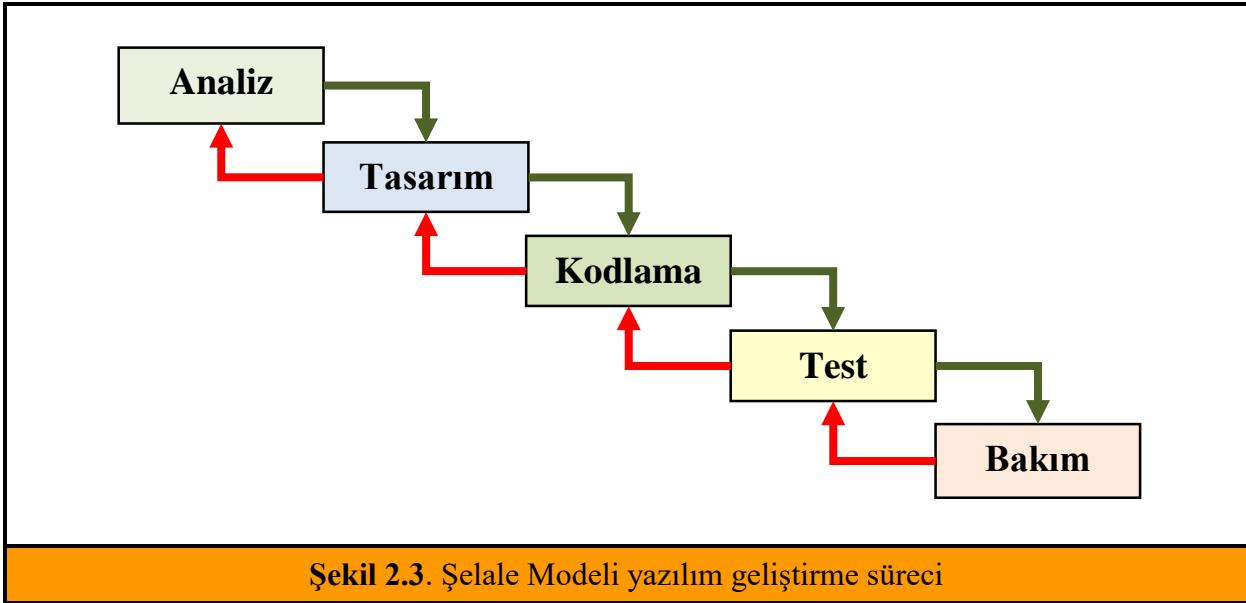 Analiz
Tasarım
Kodlama
Test
Bakım
Şekil 2.3. Şelale Modeli yazılım geliştirme süreci